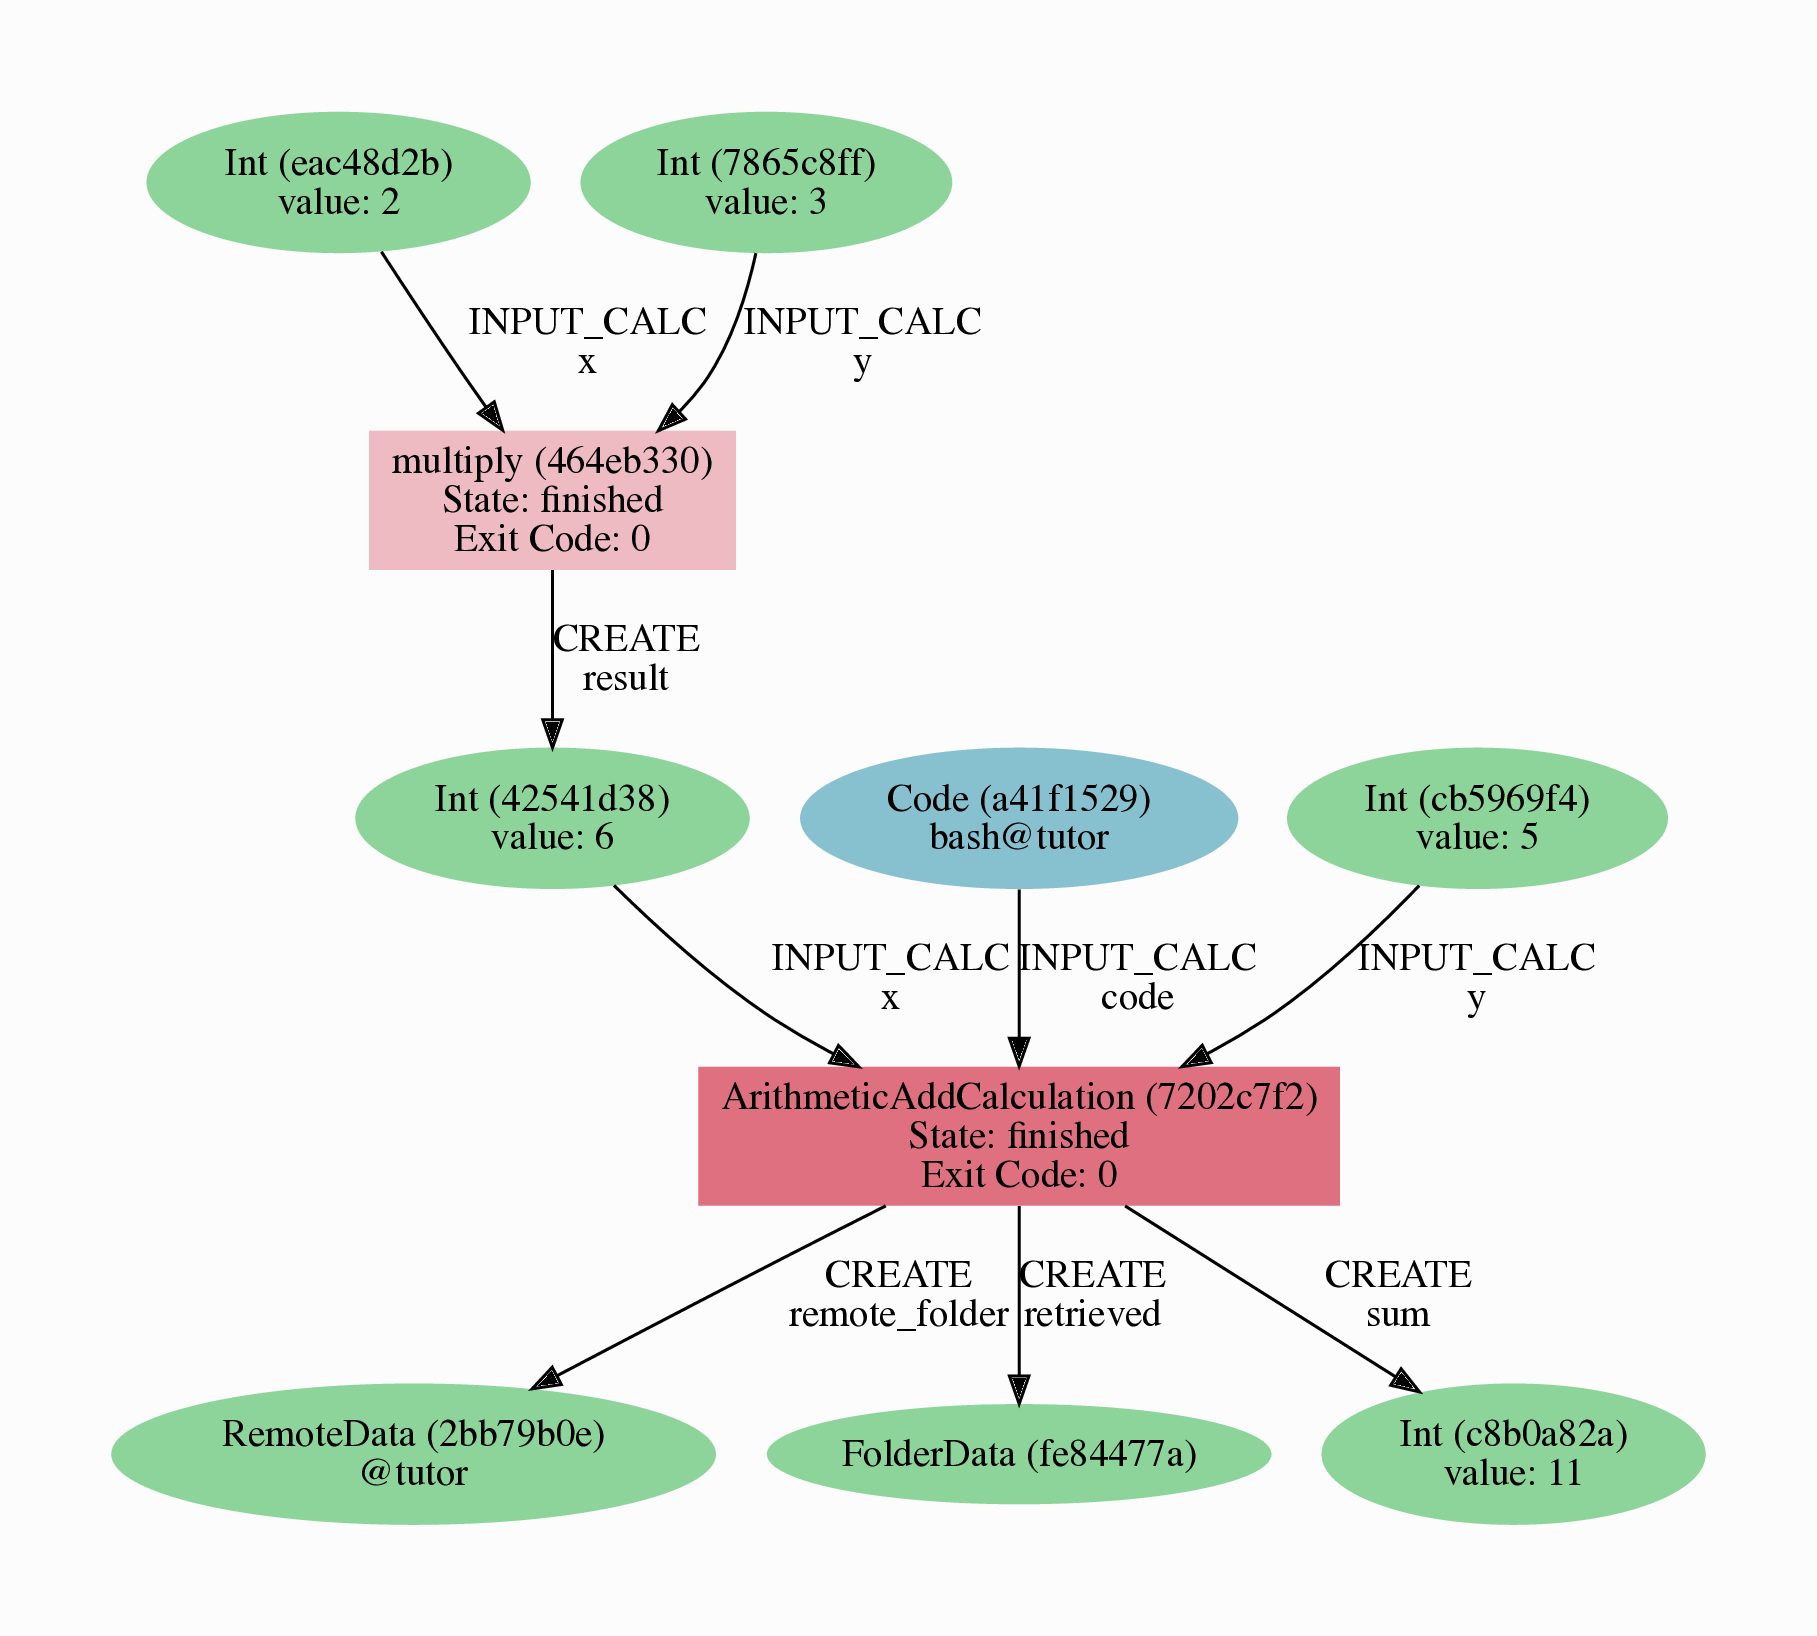 Int (eac48d2b)
value: 2
Int (7865c8ff)
value: 3
INPUT_CALC
x
INPUT_CALC
y
multiply (464eb330)
State: finished
Exit Code: 0
CREATE
result
Int (42541d38)
value: 6
Code (a41f1529)
bash@tutor
Int (cb5969f4)
value: 5
INPUT_CALC
x
INPUT_CALC
code
INPUT_CALC
y
ArithmeticAddCalculation (7202c7f2)
State: finished
Exit Code: 0
CREATE
remote_folder
CREATE
retrieved
CREATE
sum
RemoteData (2bb79b0e)
@tutor
FolderData (fe84477a)
Int (c8b0a82a)
value: 11